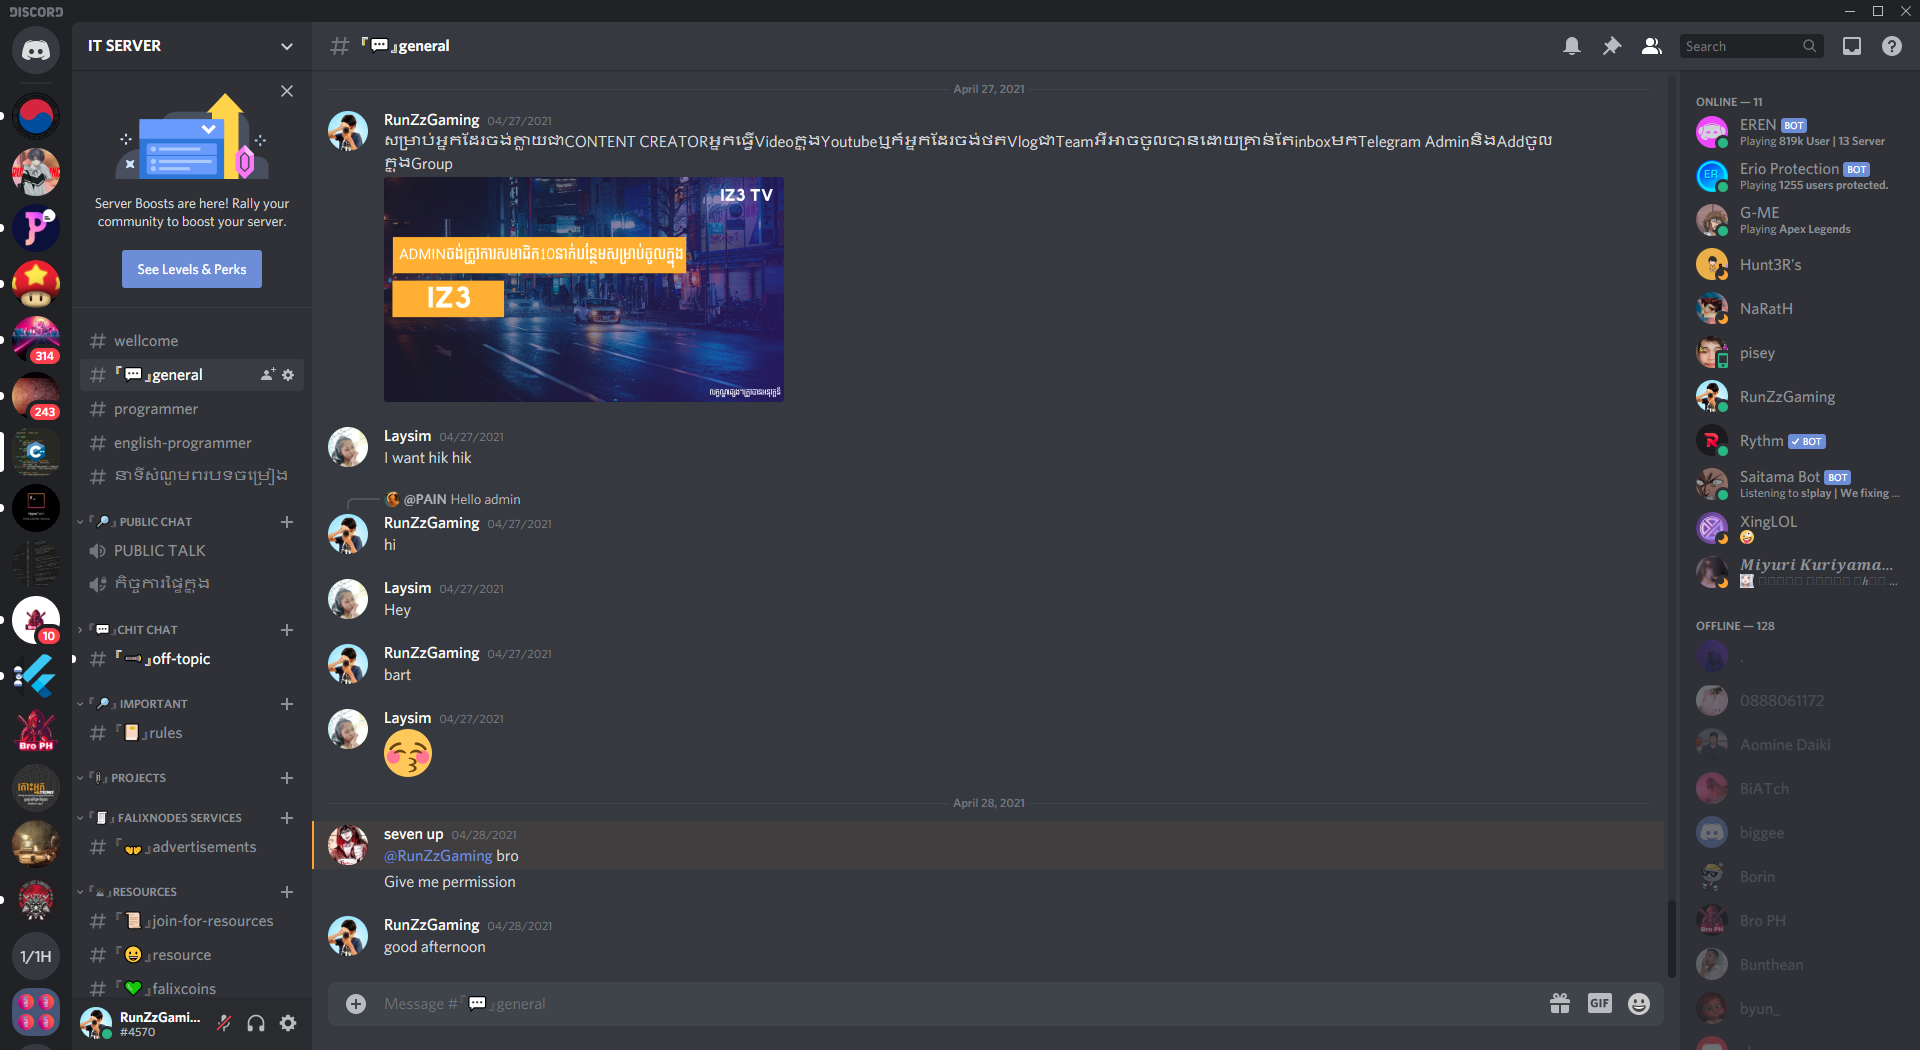 DISCORD
IT SERVER
Server Boosts are here! Rally your
community to boost your server.
See Levels & Perks
wellcome
『💬』general
programmer
english-programmer
នាទីសំណូមពរបទចម្រៀង
『🔎』PUBLIC CHAT
PUBLIC TALK
កិច្ចការផ្ទៃក្នុង
『💬』CHIT CHAT
『』off-topic
『🔎』IMPORTANT
『』rules
『』PROJECTS
『』FALIXNODES SERVICES
『🤝』advertisements
『』RESOURCES
『📜』join-for-resources
『😀』resource
『💚』falixcoins
314
243
10
Bro PH
1/1H
RunZzGami...
#4570
# 『💬』general
Search
April 27, 2021
RunZzGaming 04/27/2021
សម្រាប់អ្នកដែរចង់ក្លាយជាCONTENT CREATORអ្នកធ្វើVideoក្នុងYoutubeឬក៍អ្នកដែរចង់ថតVlogជាTeamអីអាចចូលបានដោយគ្រាន់តែinboxមកTelegram AdminនិងAddចូល
ក្នុងGroup
IZ3 TV
ADMINចង់ត្រូវការសមាជិត10នាក់បន្ថែមសម្រាប់ចូលក្នុង
IZ3
Laysim 04/27/2021
I want hik hik
@PAIN Hello admin
RunZzGaming 04/27/2021
hi
Laysim 04/27/2021
Hey
RunZzGaming 04/27/2021
bart
Laysim 04/27/2021
😚
April 28, 2021
seven up 04/28/2021
@RunZzGaming bro
Give me permission
RunZzGaming 04/28/2021
good afternoon
Message #『💬』general
GIF
ONLINE — 11
EREN BOT
Playing 819k User | 13 Server
Erio Protection BOT
Playing 1255 users protected.
G-ME
Playing Apex Legends
Hunt3R's
NaRatH
pisey
RunZzGaming
Rythm ✓ BOT
Saitama Bot BOT
Listening to s!play | We fixing ...
XingLOL
🤪
Miyuri Kuriyama...
OFFLINE — 128
.
0888061172
Aomine Daiki
BiATch
biggee
Borin
Bro PH
Bunthean
byun_